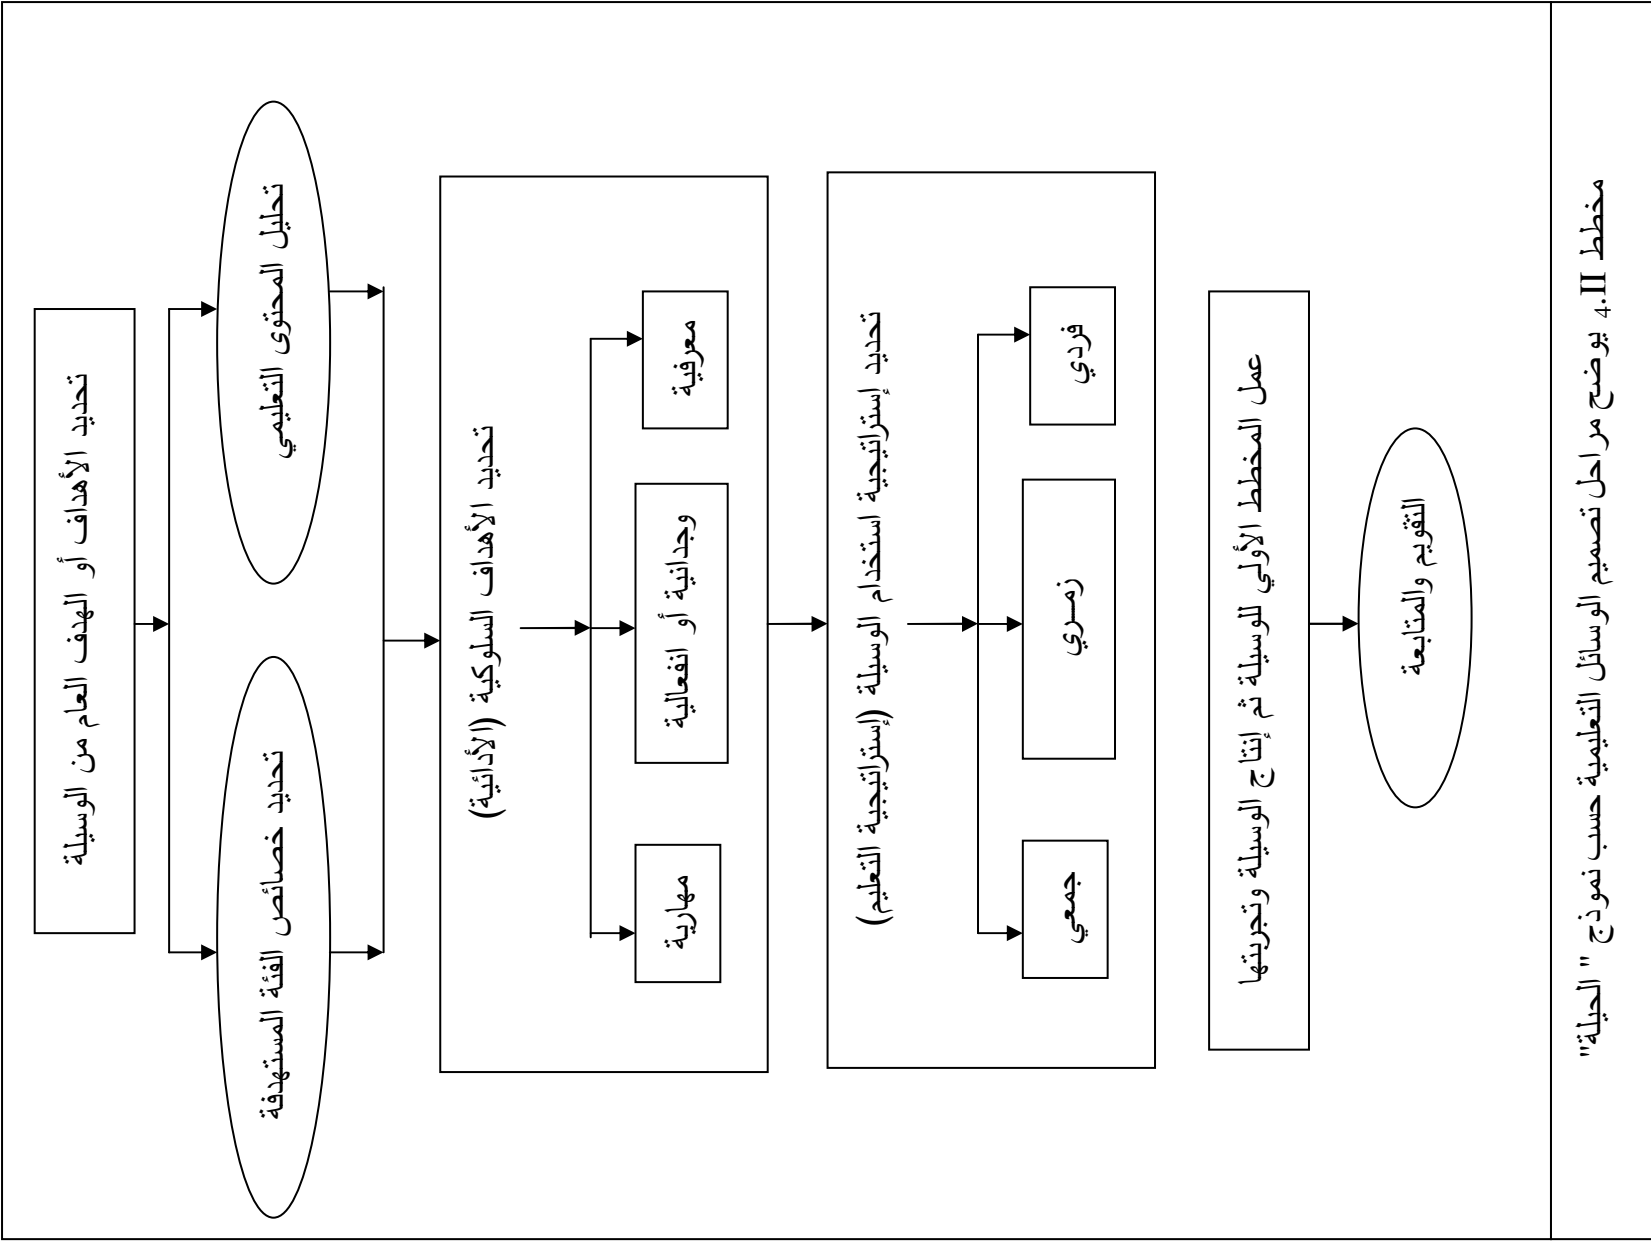 تحديد الأهداف أو الهدف العام من الوسيلة
تحليل المحتوى التعليمي
تحديد خصائص الفئة المستهدفة
تحديد الأهداف السلوكية (الأدائية)
معرفية
وجدانية أو انفعالية
مهارية
تحديد إستراتيجية استخدام الوسيلة (إستراتيجية التعليم)
فردي
زمــري
جمعي
عمل المخطط الأولي للوسيلة ثم إنتاج الوسيلة وتجربتها
التقويم والمتابعة
مخطط 4.II يوضح مراحل تصميم الوسائل التعليمية حسب نموذج " الحيلة"